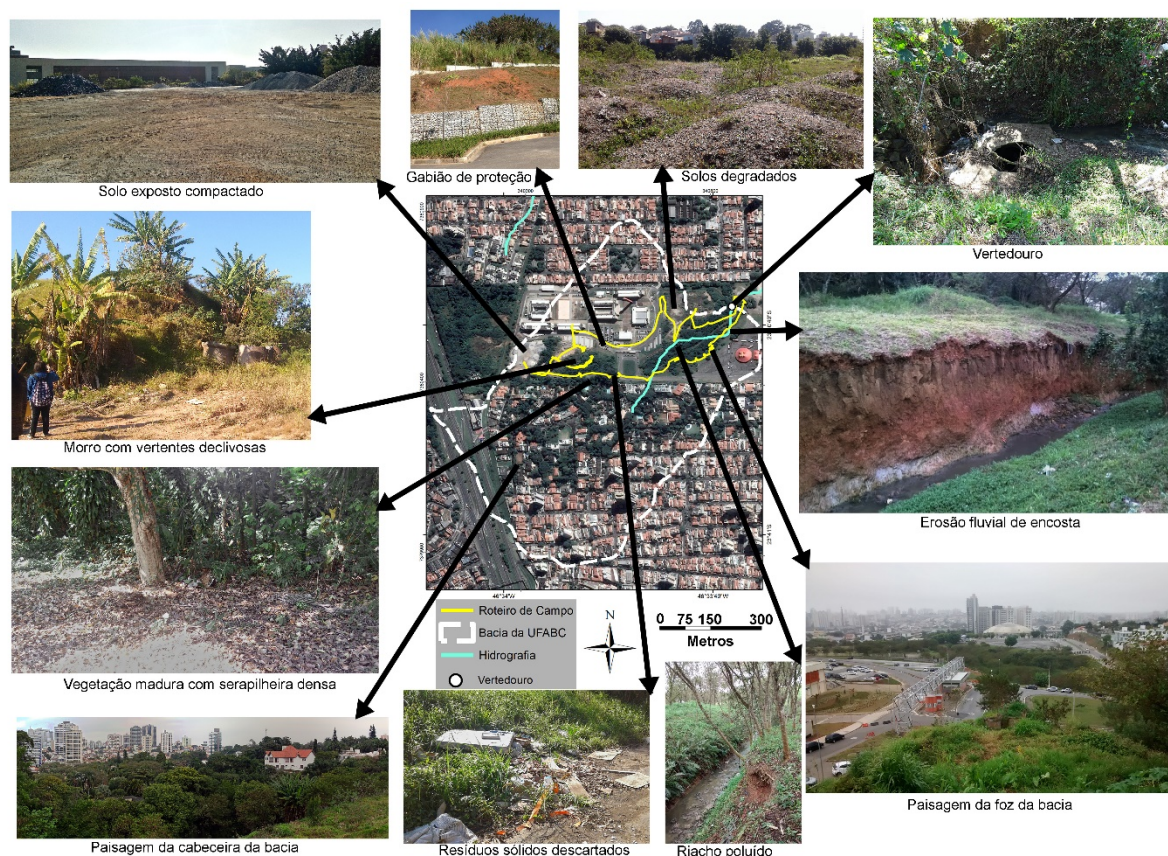 Solo exposto compactado
Gabião de proteção
Solos degradados
Vertedouro
Morro com vertentes declivosas
Erosão fluvial de encosta
Vegetação madura com serapilheira densa
46°34'W
Roteiro de Campo
Bacia da UFABC
Hidrografia
Vertedouro
N
0 75 150 300
Metros
Paisagem da foz da bacia
Paisagem da cabeceira da bacia
Resíduos sólidos descartados
Riacho poluído